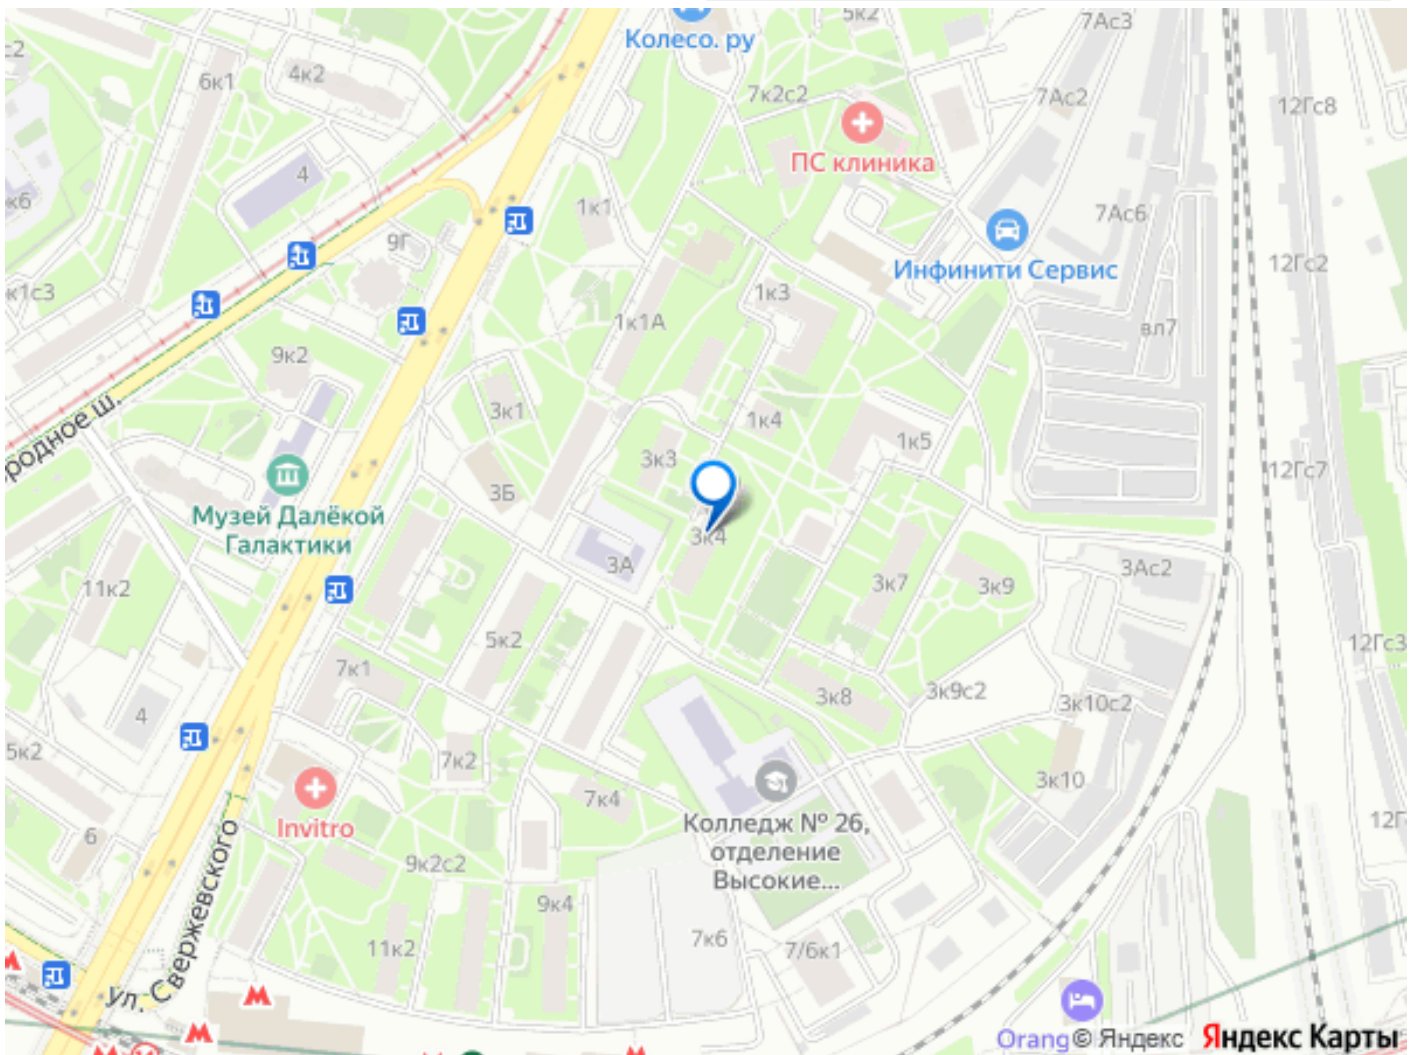 5к2
7Ас3
с2
6к1
4к2
Колесо. ру
7к2с2
7Ас2
12Гс8
ПС клиника
4
к6
1к1
7Ас6
9Г
Инфинити Сервис
12Гс2
к1с3
1к3
1к1А
вл7
9к2
3к1
родное ш.
1к4
1к5
3к3
12Гс7
3Б
Музей Далёкой
Галактики
3к4
3А
3Ас2
11к2
3к7
3к9
5к2
12Гс3
7к1
3к8
3к9с2
3к10с2
4
5к2
7к2
3к10
7к4
Invitro
Колледж № 26,
отделение
Высокие...
6
12Г
9к2с2
9к4
11к2
7к6
7/6к1
Ул. Свержевского
Orang
© Яндекс
Яндекс Карты